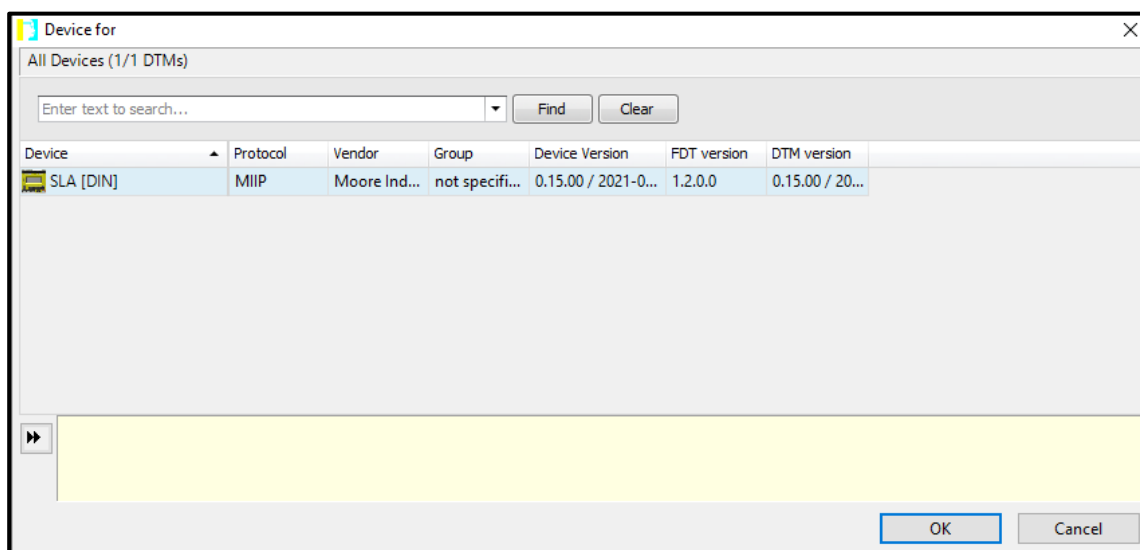 Device for
All Devices (1/1 DTMs)
Enter text to search... Find Clear
Device Protocol Vendor Group Device Version FDT version DTM version
SLA [DIN] MIIP Moore Ind... not specifi... 0.15.00 / 2021-0... 1.2.0.0 0.15.00 / 20...
OK Cancel